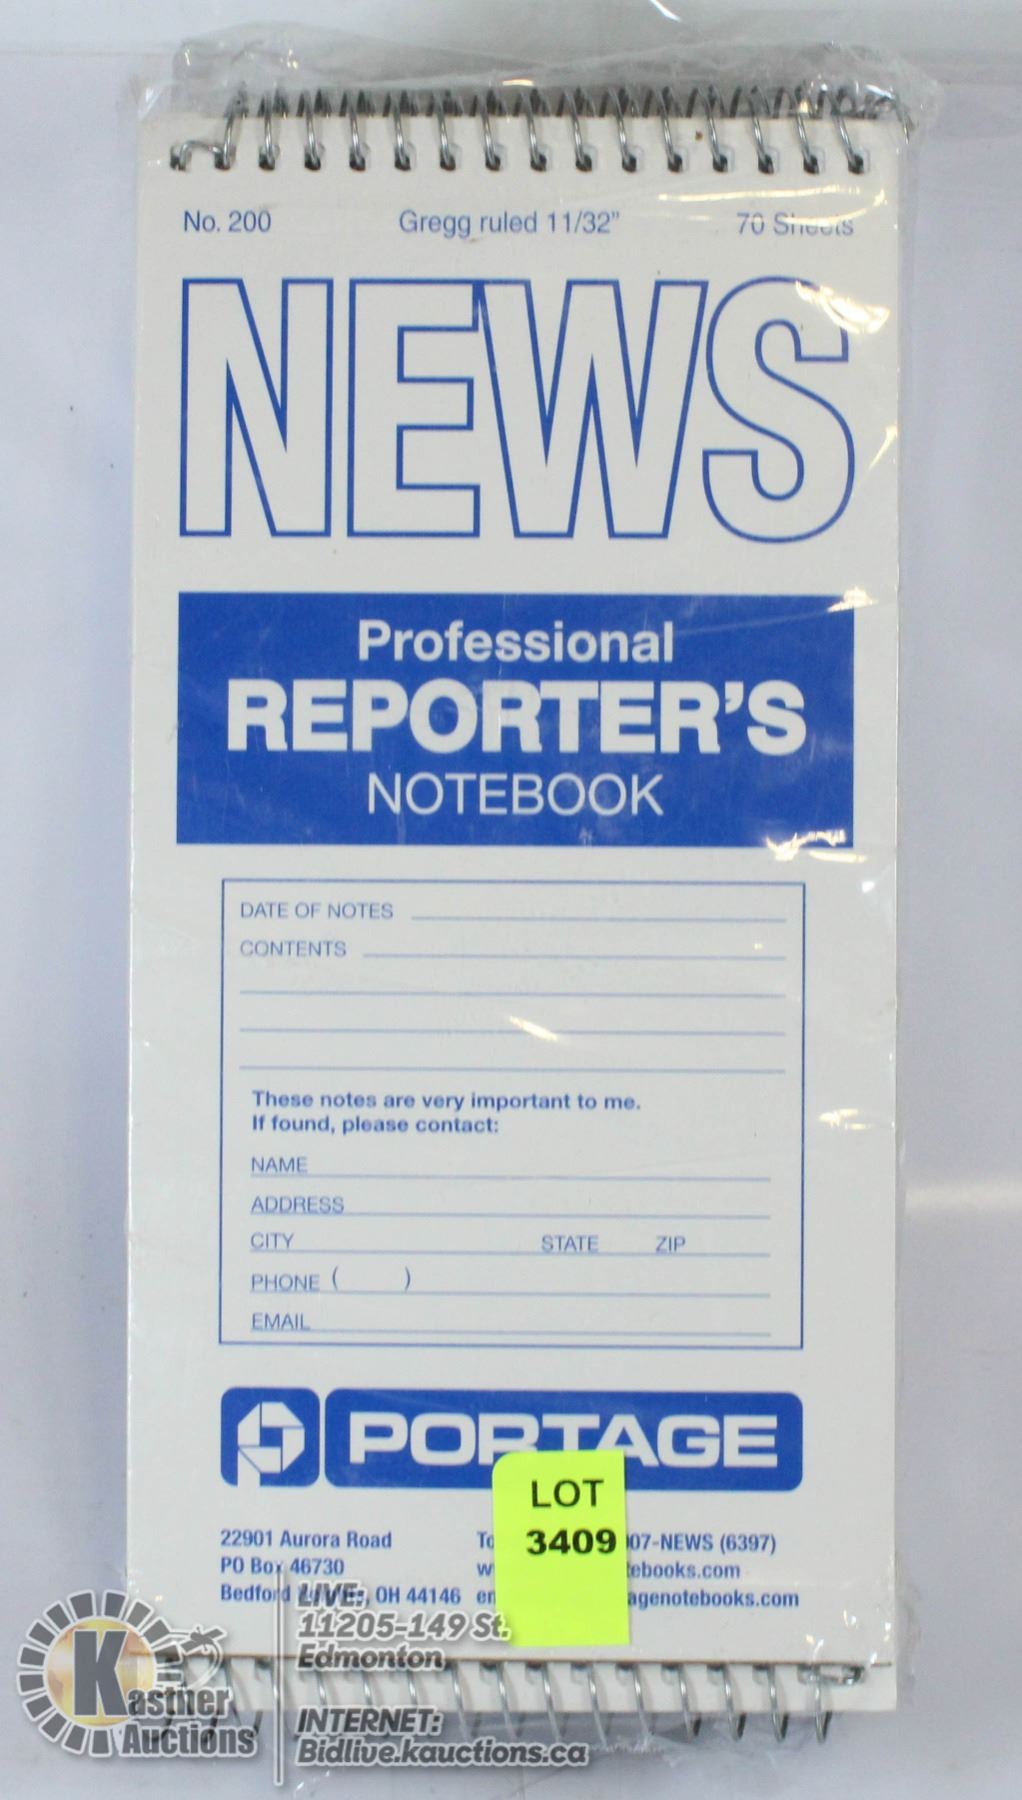 No. 200 Gregg ruled 11/32" 70 Sheets
NEWS
Professional
REPORTER'S
NOTEBOOK
DATE OF NOTES
CONTENTS
These notes are very important to me.
If found, please contact:
NAME
ADDRESS
CITY STATE ZIP
PHONE ( )
EMAIL
PORTAGE
LOT
3409
22901 Aurora Road 07-NEWS (6397)
PO Box 46730 tebooks.com
Bedford OH 44146 agenotebooks.com
LIVE:
11205-149 St.
Edmonton
Kastner
Auctions
INTERNET:
Bidlive.kauctions.ca